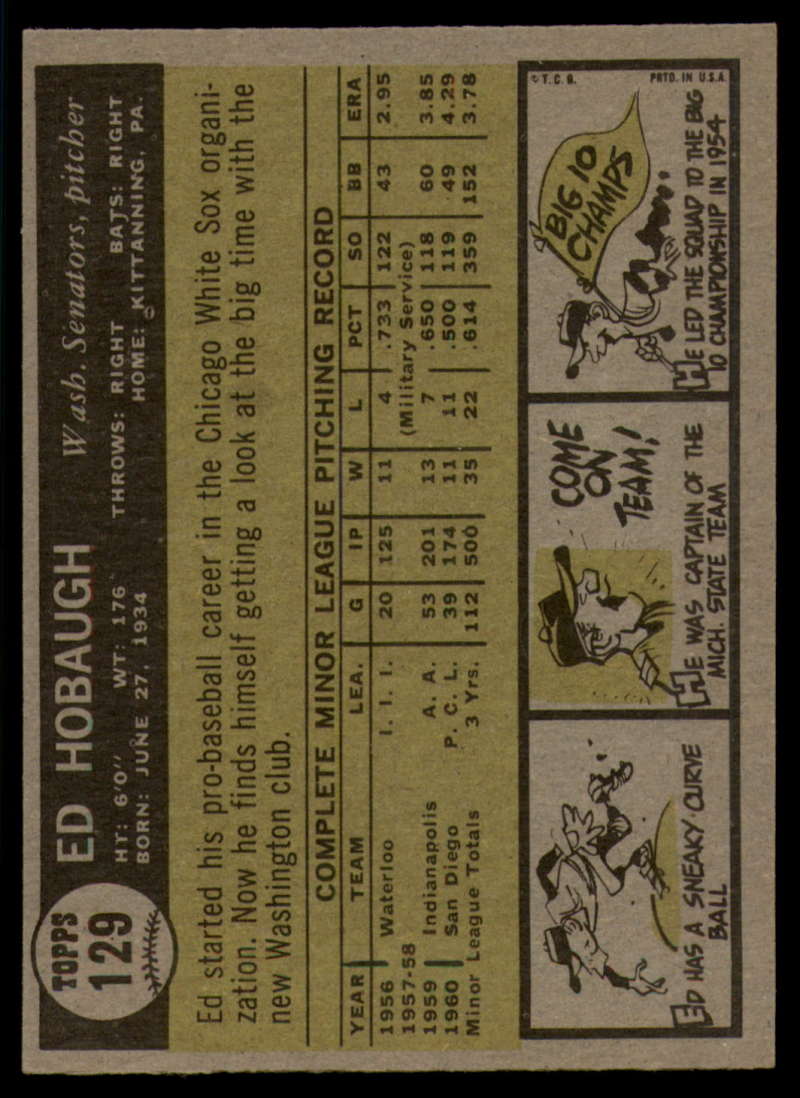 TOPPS
129
ED HOBAUGH Wash. Senators, pitcher
HT: 6'0" WT: 176 THROWS: RIGHT BATS: RIGHT
BORN: JUNE 27, 1934 HOME: KITTANNING, PA.
Ed started his pro-baseball career in the Chicago White Sox organi-
zation. Now he finds himself getting a look at the big time with the
new Washington club.
COMPLETE MINOR LEAGUE PITCHING RECORD
YEAR TEAM LEA. G IP W L PCT SO BB ERA
1956 Waterloo I. I. I. 20 125 11 4 .733 122 43 2.95
1957-58 (Military Service)
1959 Indianapolis A. A. 53 201 13 7 .650 118 60 3.85
1960 San Diego P. C. L. 39 174 11 11 .500 119 49 4.29
Minor League Totals 3 Yrs. 112 500 35 22 .614 359 152 3.78
ED HAS A SNEAKY CURVE
BALL
COME
ON
TEAM!
HE WAS CAPTAIN OF THE
MICH. STATE TEAM
© T.C.G. PRTD. IN U.S.A.
BIG 10
CHAMPS
HE LED THE SQUAD TO THE BIG
10 CHAMPIONSHIP IN 1954